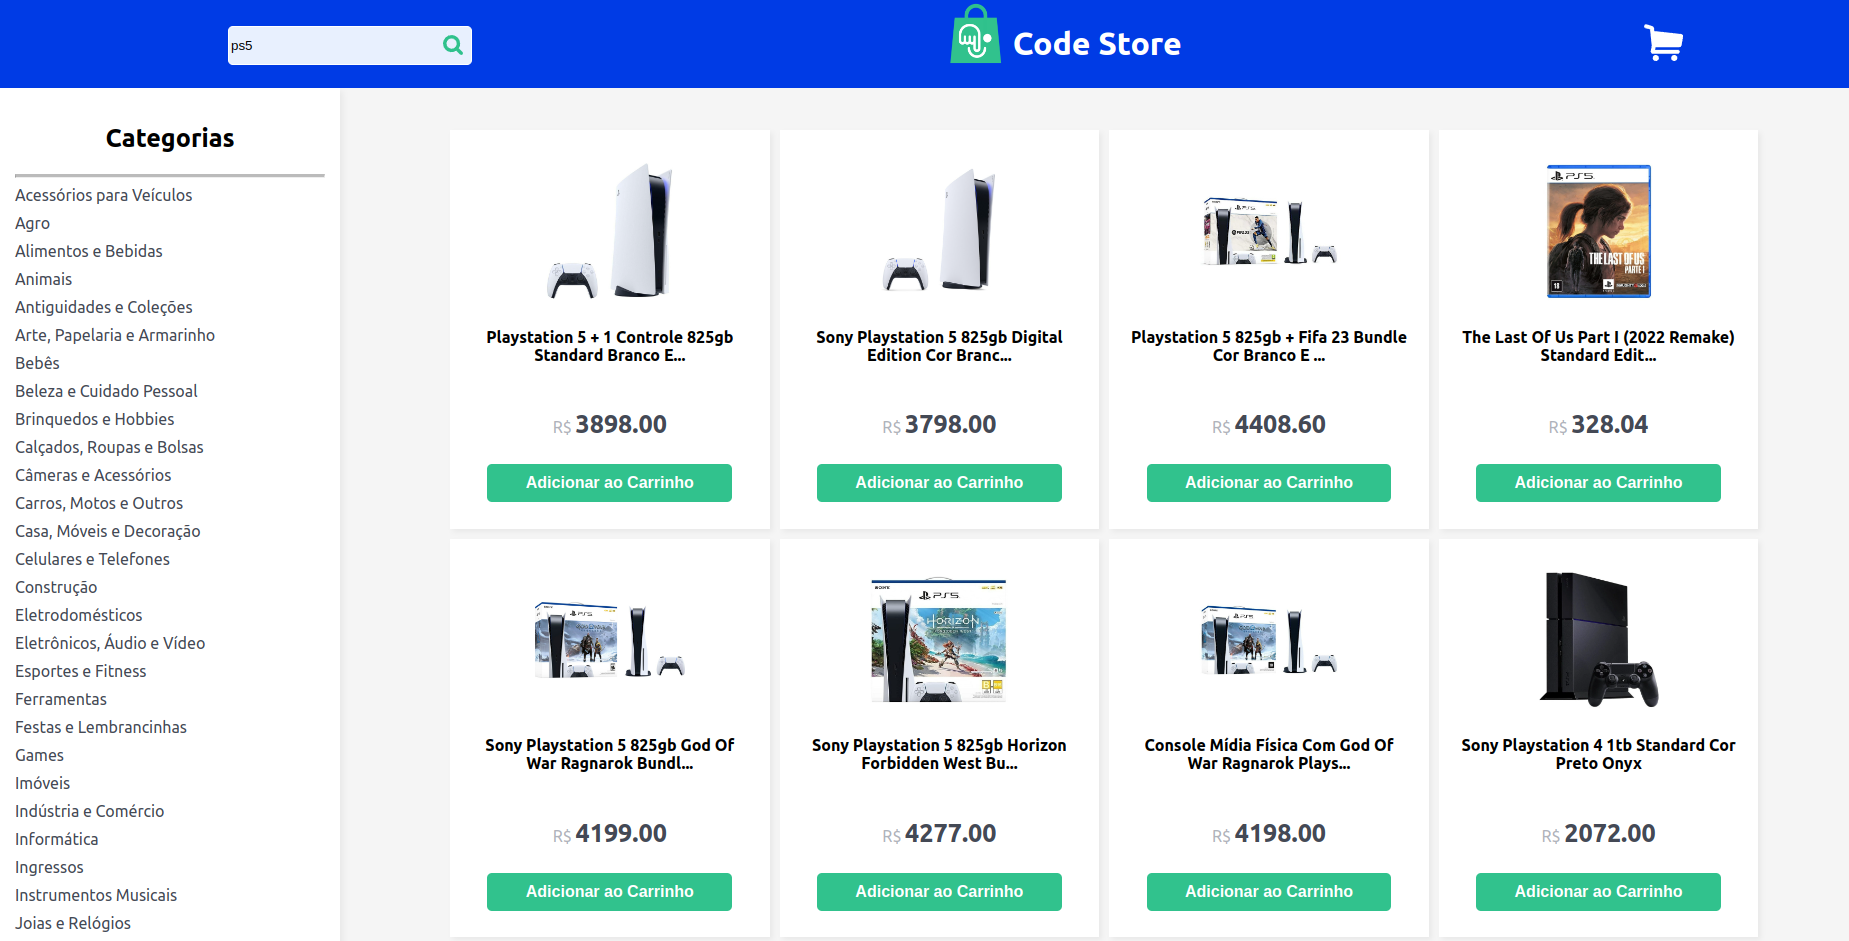 ps5
Code Store
Categorias
Acessórios para Veículos
Agro
Alimentos e Bebidas
Animais
Antiguidades e Coleções
Arte, Papelaria e Armarinho
Bebês
Beleza e Cuidado Pessoal
Brinquedos e Hobbies
Calçados, Roupas e Bolsas
Câmeras e Acessórios
Carros, Motos e Outros
Casa, Móveis e Decoração
Celulares e Telefones
Construção
Eletrodomésticos
Eletrônicos, Áudio e Vídeo
Esportes e Fitness
Ferramentas
Festas e Lembrancinhas
Games
Imóveis
Indústria e Comércio
Informática
Ingressos
Instrumentos Musicais
Joias e Relógios
Playstation 5 + 1 Controle 825gb
Standard Branco E...
R$ 3898.00
Adicionar ao Carrinho
Sony Playstation 5 825gb Digital
Edition Cor Branc...
R$ 3798.00
Adicionar ao Carrinho
PS5
FIFA 23
Playstation 5 825gb + Fifa 23 Bundle
Cor Branco E ...
R$ 4408.60
Adicionar ao Carrinho
PS5
THE LAST OF US
PARTE I
18
The Last Of Us Part I (2022 Remake)
Standard Edit...
R$ 328.04
Adicionar ao Carrinho
PS5
Sony Playstation 5 825gb God Of
War Ragnarok Bundl...
R$ 4199.00
Adicionar ao Carrinho
SONY
PS5
HORIZON
Sony Playstation 5 825gb Horizon
Forbidden West Bu...
R$ 4277.00
Adicionar ao Carrinho
PS5
Console Mídia Física Com God Of
War Ragnarok Plays...
R$ 4198.00
Adicionar ao Carrinho
Sony Playstation 4 1tb Standard Cor
Preto Onyx
R$ 2072.00
Adicionar ao Carrinho